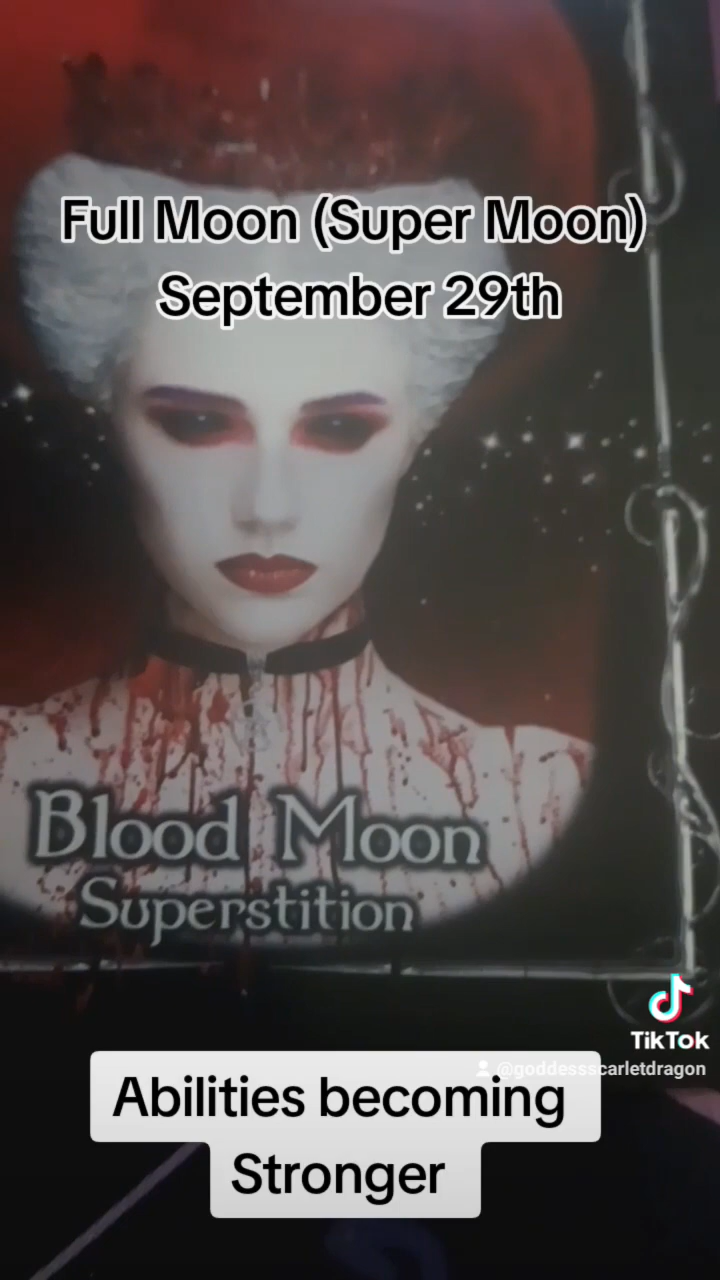 Full Moon (Super Moon)
September 29th
Blood Moon
Superstition
TikTok
@goddessscarletdragon
Abilities becoming
Stronger